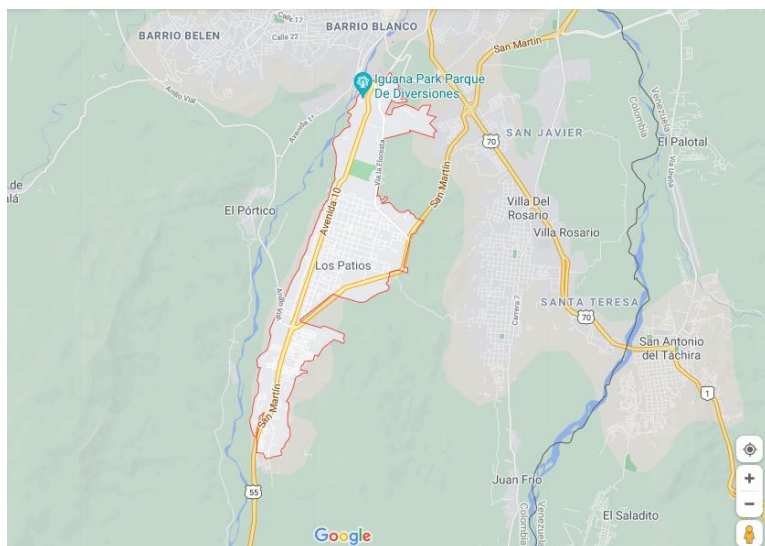 Calle 17
BARRIO BLANCO
BARRIO BELEN
Calle 22
San Martín
Iguana Park Parque
De Diversiones
Anillo Vial
Avenida 1
70
SAN JAVIER
Venezuela
Colombia
El Palotal
Vía Ureña
Vía la Floresta
San Martín
de
alá
El Pórtico
Avenida 10
Villa Del
Rosario
Villa Rosario
Los Patios
Anillo Vial
Carrera 7
SANTA TERESA
70
San Antonio
del Táchira
San Martín
1
Juan Frío
55
Colombia
Venezuela
El Saladito
Google